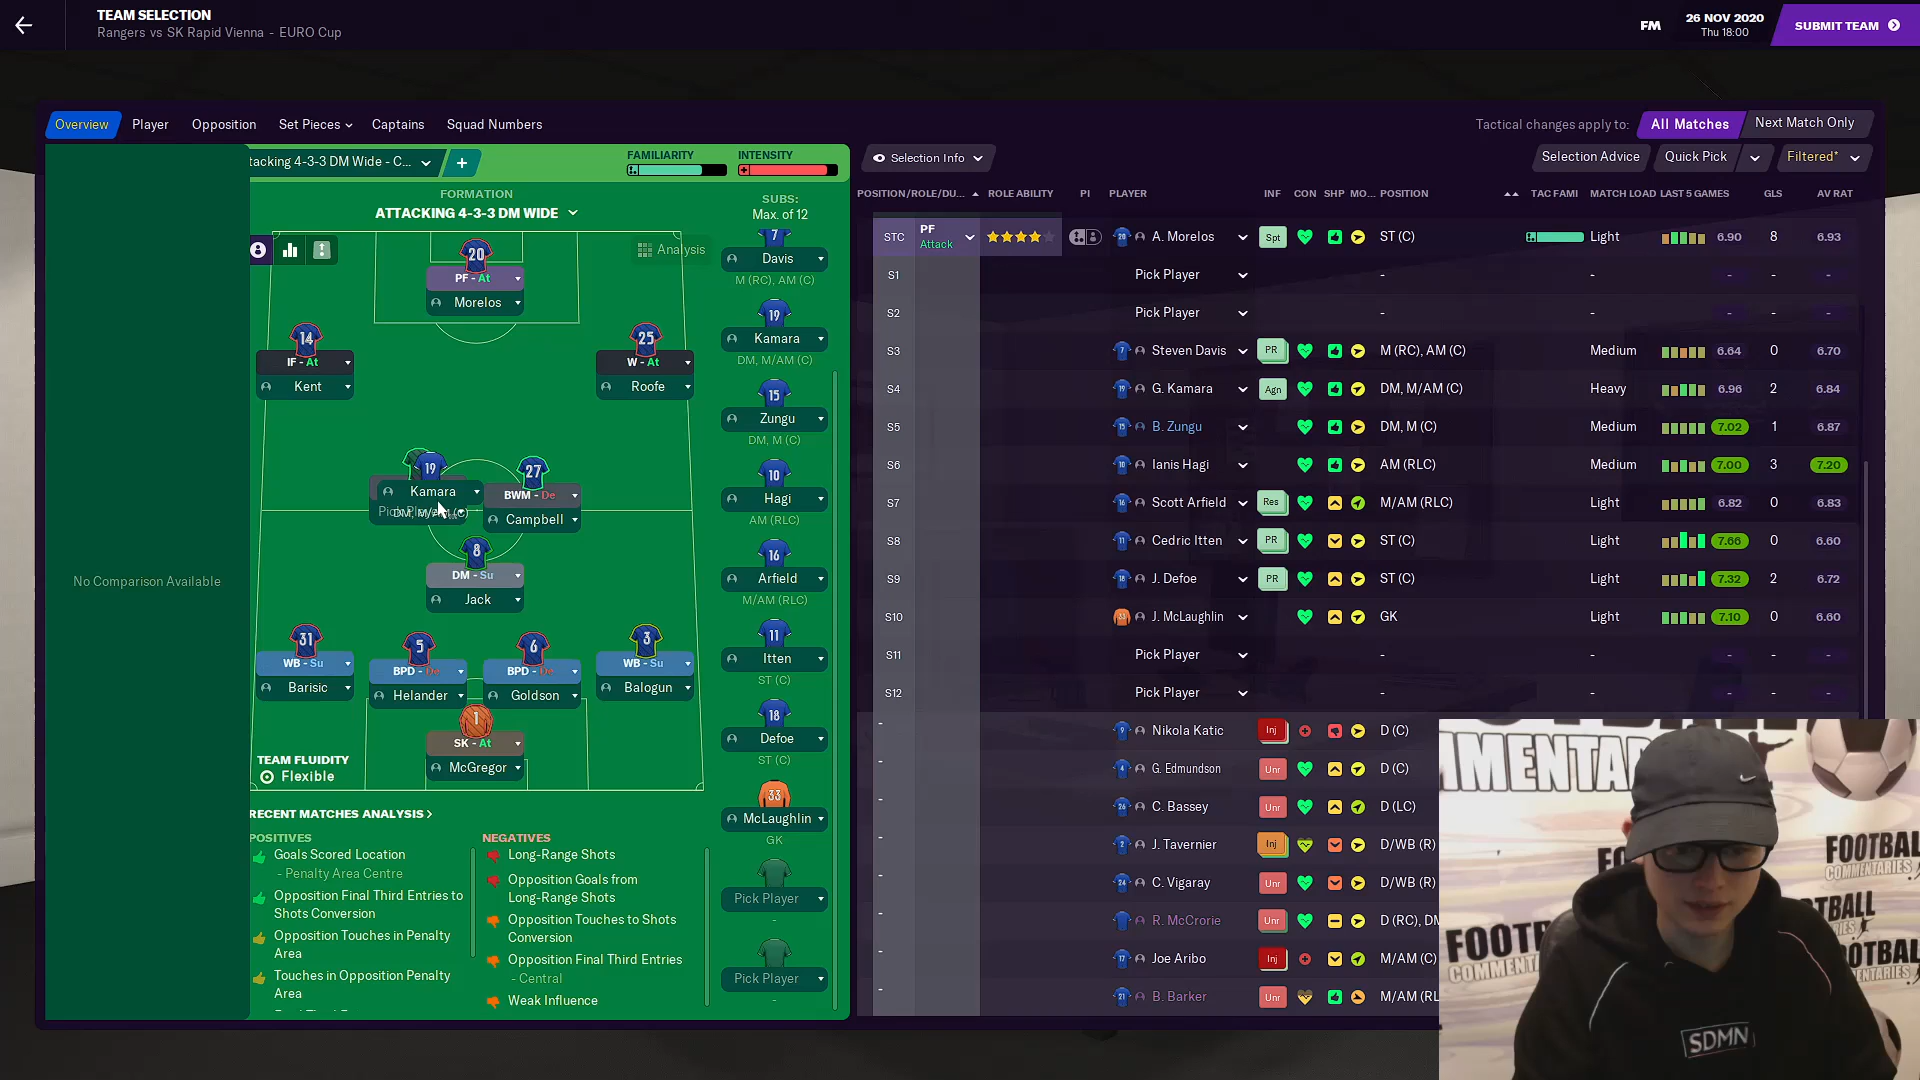 TEAM SELECTION
Rangers vs SK Rapid Vienna - EURO Cup
FM
26 NOV 2020
Thu 18:00
SUBMIT TEAM
Overview
Player
Opposition
Set Pieces
Captains
Squad Numbers
Tactical changes apply to:
All Matches
Next Match Only
tacking 4-3-3 DM Wide - C...
+
FAMILIARITY
INTENSITY
Selection Info
Selection Advice
Quick Pick
Filtered*
FORMATION
ATTACKING 4-3-3 DM WIDE
SUBS:
Max. of 12
Analysis
20
PF - At
Morelos
14
IF - At
Kent
25
W - At
Roofe
19
Kamara
DM, M/AM (C)
27
BWM - De
Campbell
8
DM - Su
Jack
31
WB - Su
Barisic
5
BPD - De
Helander
6
BPD - De
Goldson
3
WB - Su
Balogun
1
SK - At
McGregor
TEAM FLUIDITY
Flexible
No Comparison Available
7
Davis
M (RC), AM (C)
19
Kamara
DM, M/AM (C)
15
Zungu
DM, M (C)
10
Hagi
AM (RLC)
16
Arfield
M/AM (RLC)
11
Itten
ST (C)
18
Defoe
ST (C)
33
McLaughlin
GK
Pick Player
-
Pick Player
-
RECENT MATCHES ANALYSIS >
POSITIVES
Goals Scored Location
- Penalty Area Centre
Opposition Final Third Entries to
Shots Conversion
Opposition Touches in Penalty
Area
Touches in Opposition Penalty
Area
NEGATIVES
Long-Range Shots
Opposition Goals from
Long-Range Shots
Opposition Touches to Shots
Conversion
Opposition Final Third Entries
- Central
Weak Influence
POSITION/ROLE/DU... ROLE ABILITY PI PLAYER INF CON SHP MO... POSITION TAC FAMI MATCH LOAD LAST 5 GAMES GLS AV RAT
STC PF Attack A. Morelos Spt ST (C) Light 6.90 8 6.93
S1 Pick Player - - - - -
S2 Pick Player - - - - -
S3 Steven Davis PR M (RC), AM (C) Medium 6.64 0 6.70
S4 G. Kamara Agn DM, M/AM (C) Heavy 6.96 2 6.84
S5 B. Zungu DM, M (C) Medium 7.02 1 6.87
S6 Ianis Hagi AM (RLC) Medium 7.00 3 7.20
S7 Scott Arfield Res M/AM (RLC) Light 6.82 0 6.83
S8 Cedric Itten PR ST (C) Light 7.66 0 6.60
S9 J. Defoe PR ST (C) Light 7.32 2 6.72
S10 J. McLaughlin GK Light 7.10 0 6.60
S11 Pick Player - - - - -
S12 Pick Player - - - - -
- Nikola Katic Inj D (C)
- G. Edmundson Unr D (C)
- C. Bassey Unr D (LC)
- J. Tavernier Inj D/WB (R)
- C. Vigaray Unr D/WB (R)
- R. McCrorie Unr D (RC), DM
- Joe Aribo Inj M/AM (C)
- B. Barker Unr M/AM (RL
MMENTARI
FOOTBALL
COMMENTARIES
FOOTB
COMMEN
SDMN